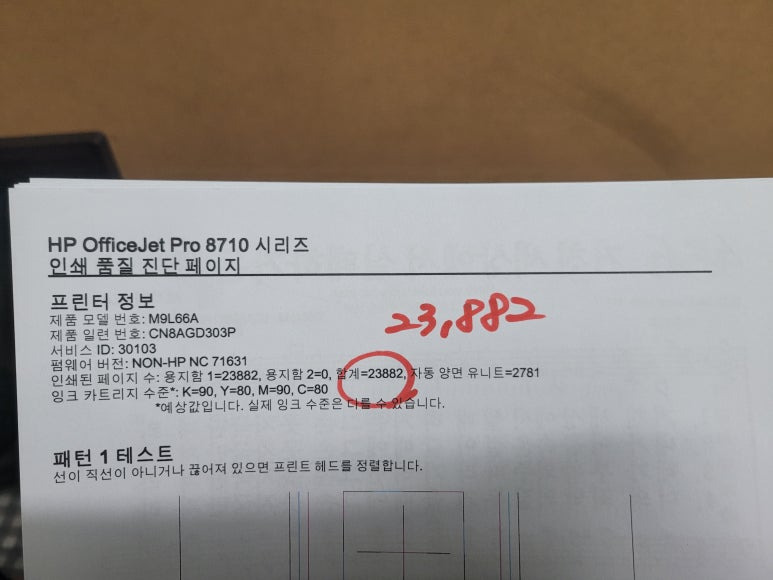 HP OfficeJet Pro 8710 시리즈
인쇄 품질 진단 페이지
프린터 정보
23,882
제품 모델 번호: M9L66A
제품 일련 번호: CN8AGD303P
서비스 ID: 30103
펌웨어 버전: NON-HP NC 71631
인쇄된 페이지 수: 용지함 1=23882, 용지함 2=0, 합계=23882, 자동 양면 유니트=2781
잉크 카트리지 수준*: K=90, Y=80, M=90, C=80
*예상값입니다. 실제 잉크 수준은 다를 수 있습니다.
패턴 1 테스트
선이 직선이 아니거나 끊어져 있으면 프린트 헤드를 정렬합니다.